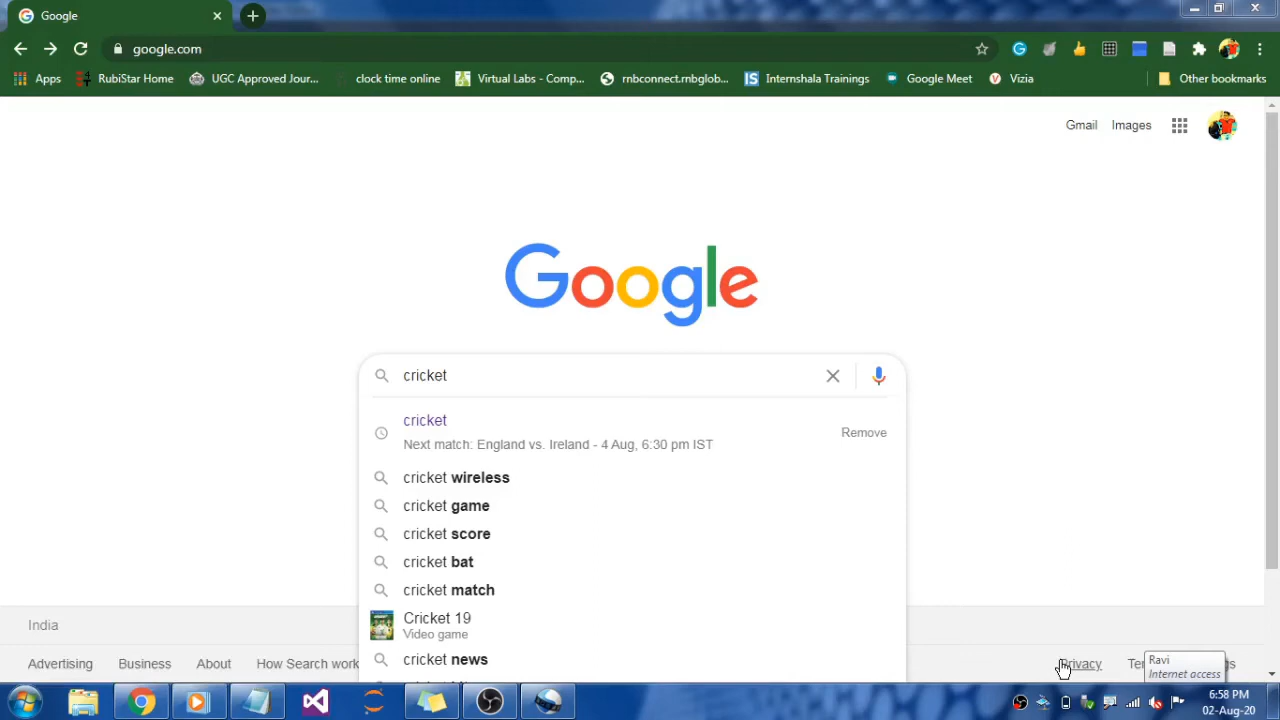 Google
google.com
Apps RubiStar Home UGC Approved Jour... clock time online Virtual Labs - Comp... rnbconnect.mbglob... Internshala Trainings Google Meet Vizia Other bookmarks
Gmail Images
Google
cricket
cricket
Next match: England vs. Ireland - 4 Aug, 6:30 pm IST
Remove
cricket wireless
cricket game
cricket score
cricket bat
cricket match
Cricket 19
Video game
cricket news
India
Advertising Business About How Search work Privacy
Ravi
Internet access
6:58 PM
02-Aug-20